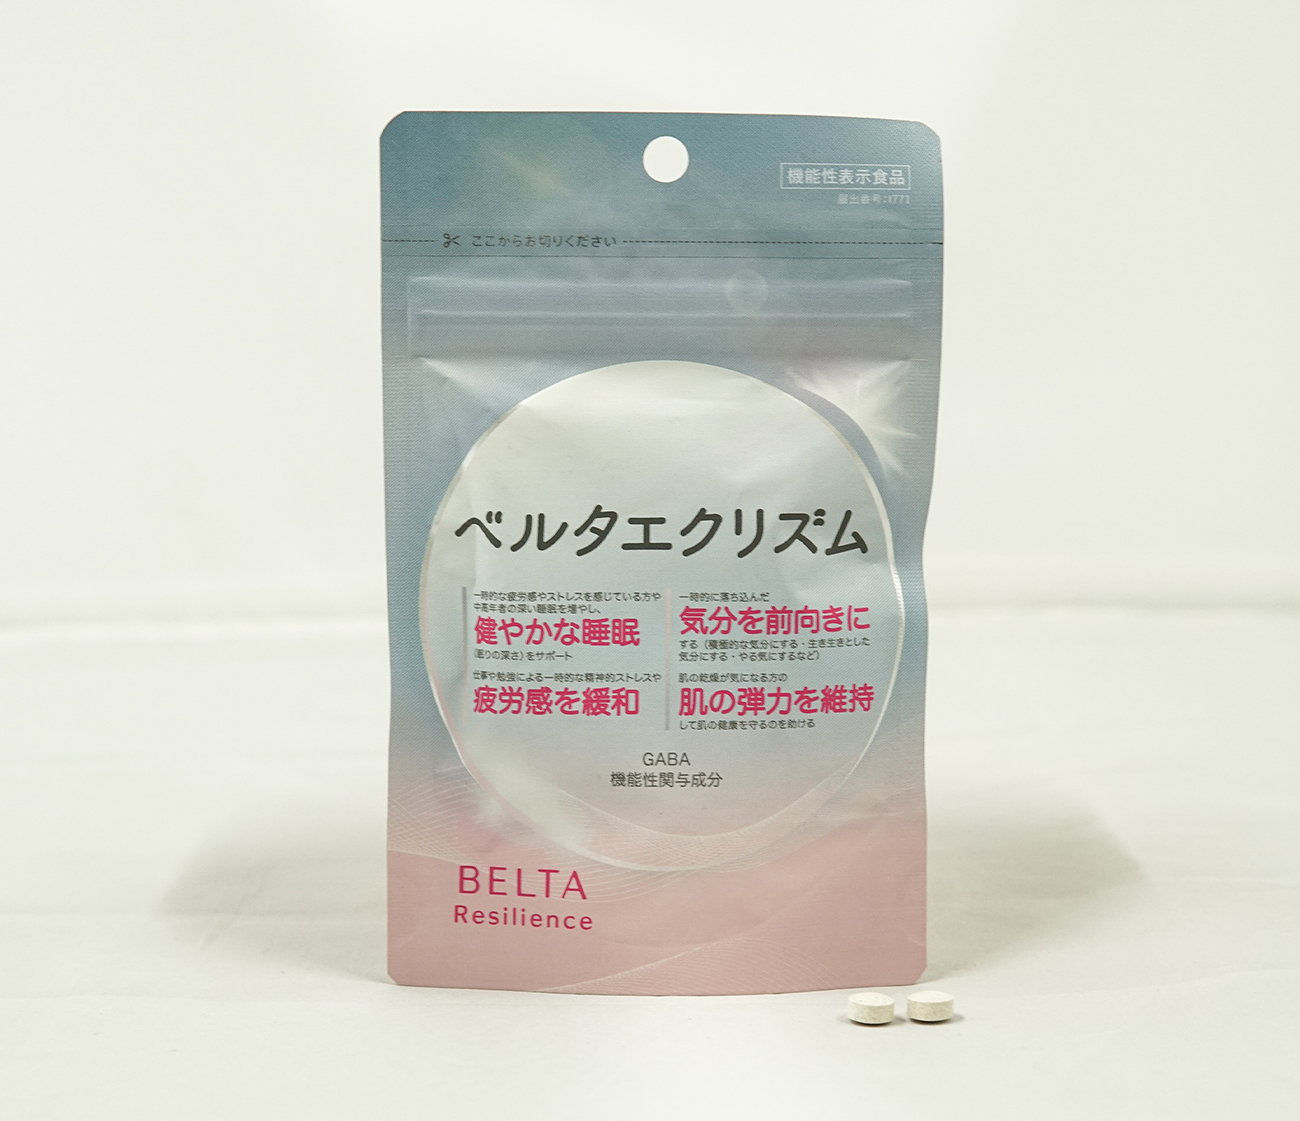 機能性表示食品
届出番号:I771
ここからお切りください
ベルタエクリズム
一時的な疲労感やストレスを感じている方や
中高年者の深い睡眠を増やし、
健やかな睡眠
(眠りの深さ)をサポート
仕事や勉強による一時的な精神的ストレスや
疲労感を緩和
一時的に落ち込んだ
気分を前向きに
する(積極的な気分にする・生き生きとした
気分にする・やる気にするなど)
肌の乾燥が気になる方の
肌の弾力を維持
して肌の健康を守るのを助ける
GABA
機能性関与成分
BELTA
Resilience